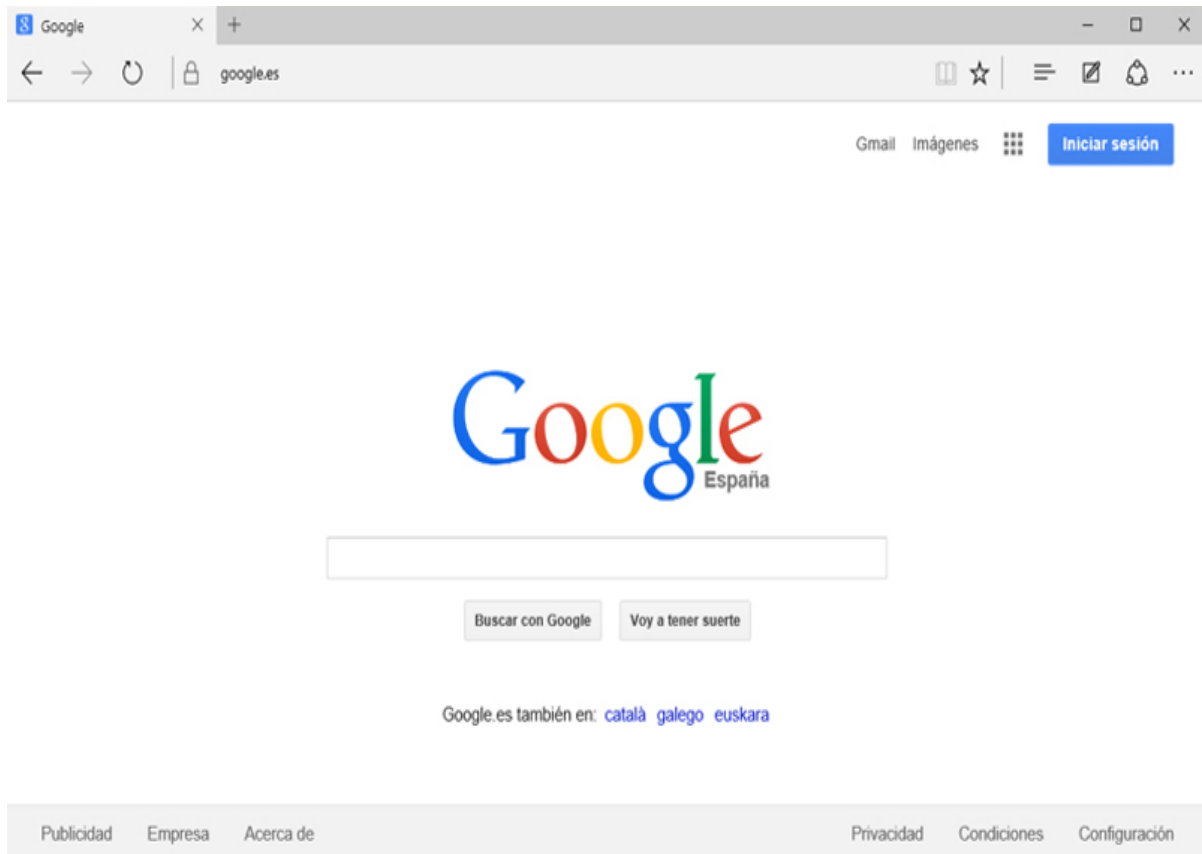 Google
google.es
Gmail Imágenes Iniciar sesión
Google
España
Buscar con Google Voy a tener suerte
Google.es también en: català galego euskara
Publicidad Empresa Acerca de Privacidad Condiciones Configuración